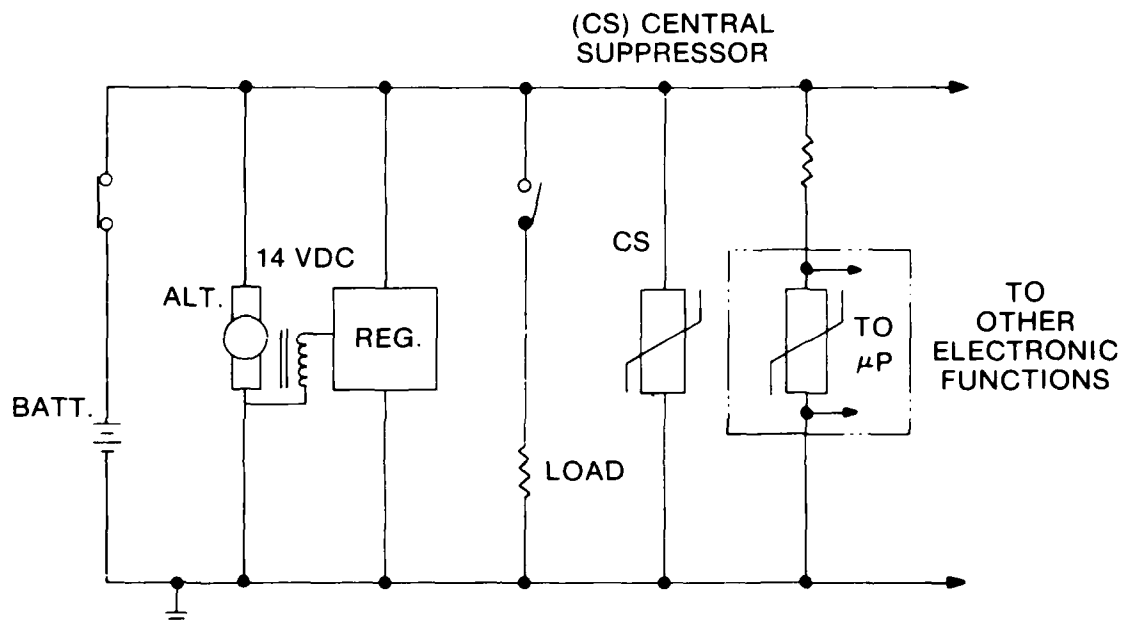 (CS) CENTRAL
SUPPRESSOR
14 VDC
CS
ALT.
REG.
TO
µP
TO
OTHER
ELECTRONIC
FUNCTIONS
BATT.
LOAD